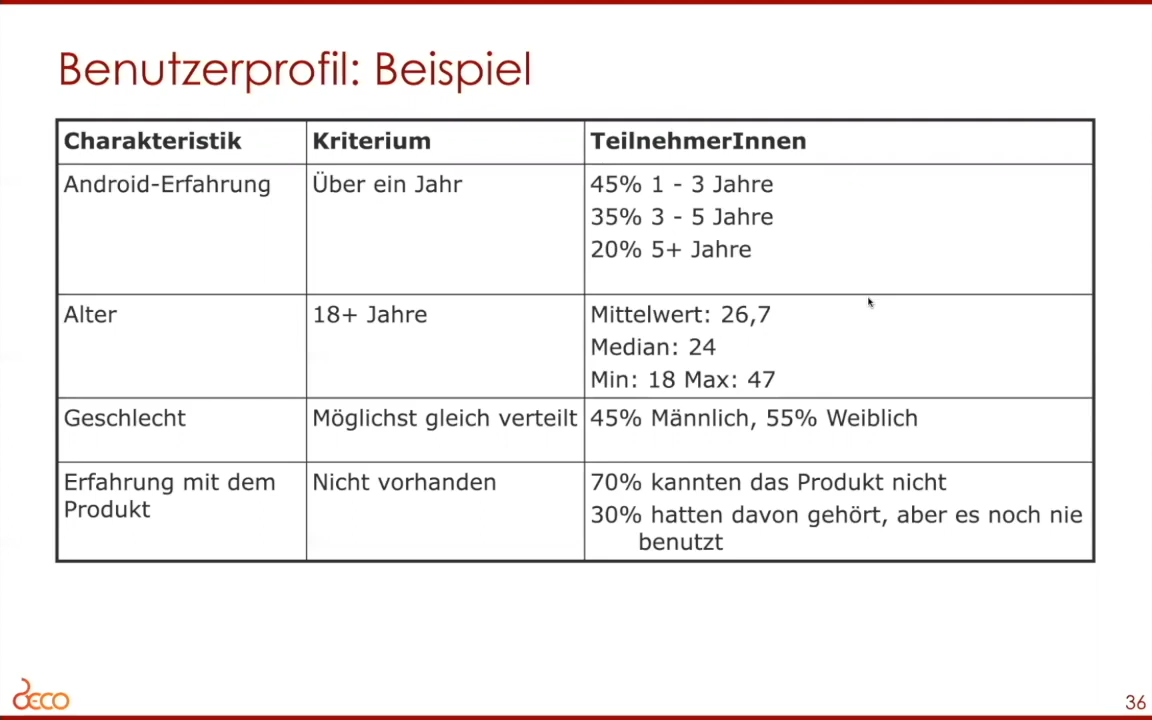 Benutzerprofil: Beispiel
Charakteristik Kriterium TeilnehmerInnen
Android-Erfahrung Über ein Jahr 45% 1 - 3 Jahre
35% 3 - 5 Jahre
20% 5+ Jahre
Alter 18+ Jahre Mittelwert: 26,7
Median: 24
Min: 18 Max: 47
Geschlecht Möglichst gleich verteilt 45% Männlich, 55% Weiblich
Erfahrung mit dem Nicht vorhanden 70% kannten das Produkt nicht
Produkt 30% hatten davon gehört, aber es noch nie
benutzt
DECO
36